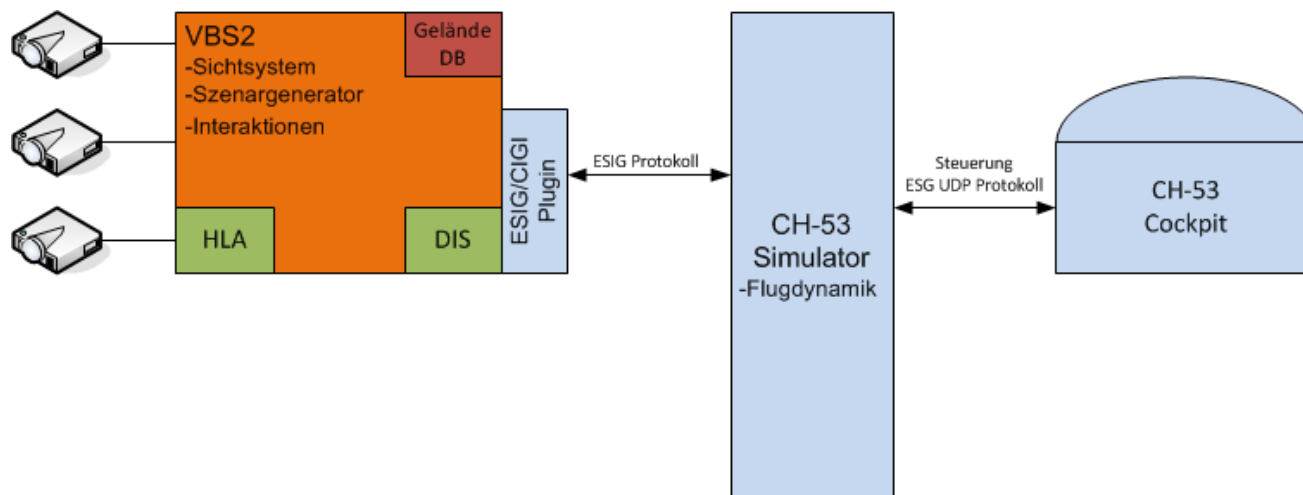 VBS2
-Sichtsystem
-Szenargenerator
-Interaktionen
Gelände
DB
HLA
DIS
ESIG/CIGI
Plugin
ESIG Protokoll
CH-53
Simulator
-Flugdynamik
Steuerung
ESG UDP Protokoll
CH-53
Cockpit